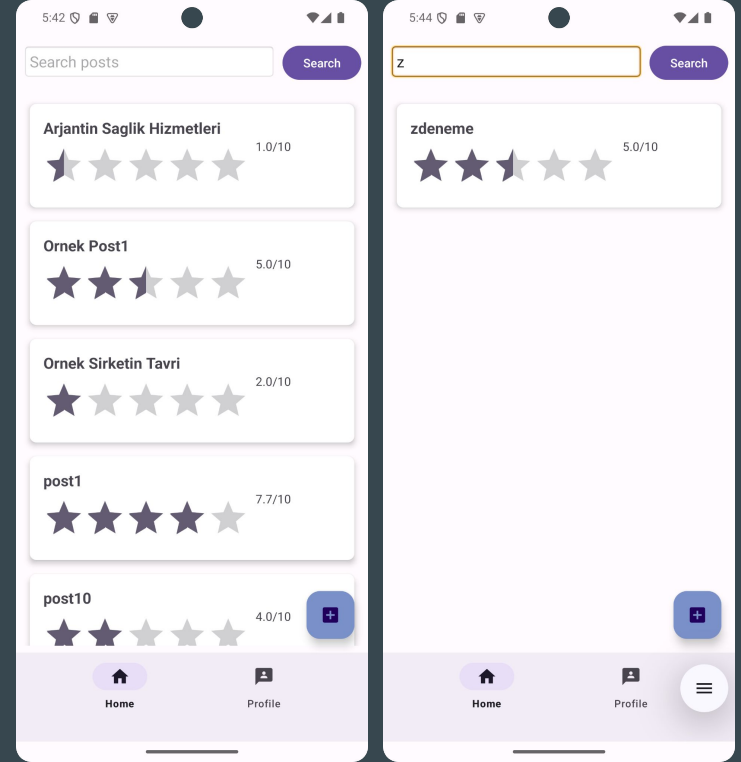 5:42
Search posts
Search
Arjantin Saglik Hizmetleri
1.0/10
Ornek Post1
5.0/10
Ornek Sirketin Tavri
2.0/10
post1
7.7/10
post10
4.0/10
Home
Profile
5:44
z
Search
zdeneme
5.0/10
Home
Profile